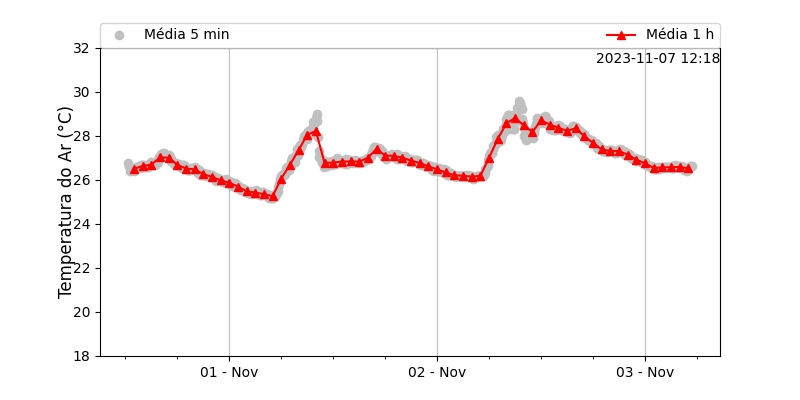 Média 5 min
Média 1 h
2023-11-07 12:18
Temperatura do Ar (°C)
32
30
28
26
24
22
20
18
01 - Nov
02 - Nov
03 - Nov